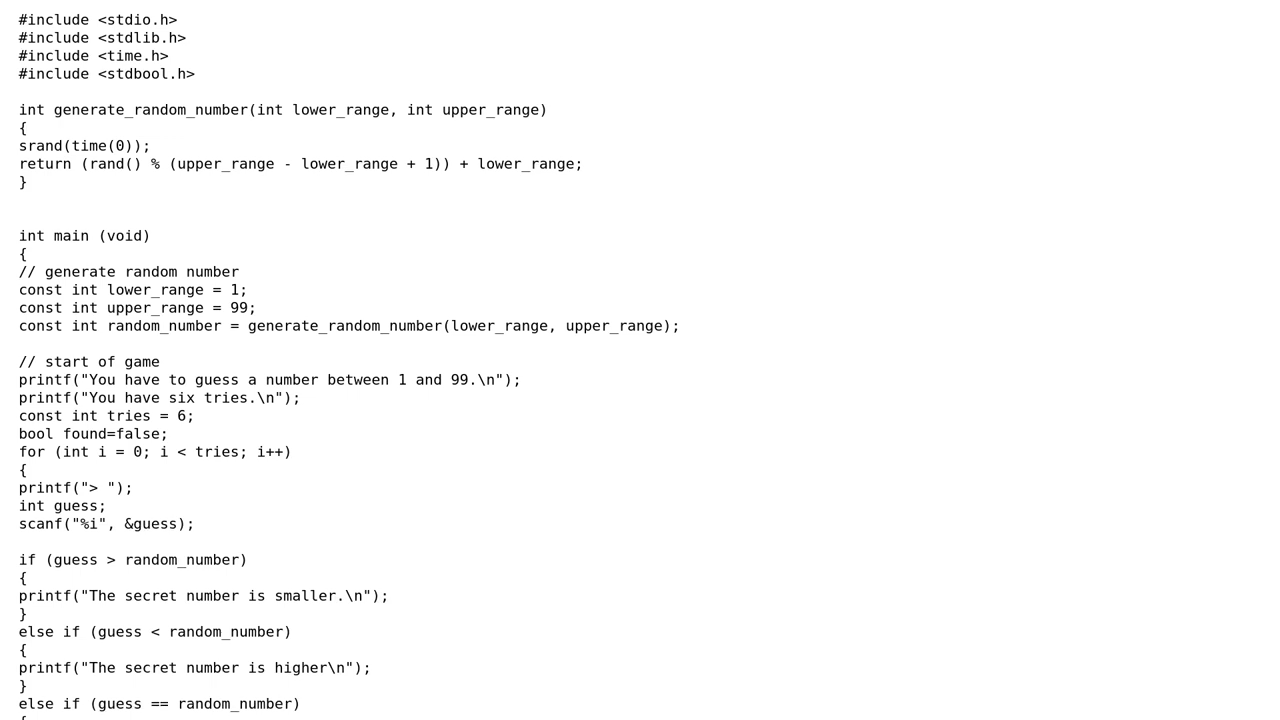 #include <stdio.h>
#include <stdlib.h>
#include <time.h>
#include <stdbool.h>
int generate_random_number(int lower_range, int upper_range)
{
srand(time(0));
return (rand() % (upper_range - lower_range + 1)) + lower_range;
}
int main (void)
{
// generate random number
const int lower_range = 1;
const int upper_range = 99;
const int random_number = generate_random_number(lower_range, upper_range);
// start of game
printf("You have to guess a number between 1 and 99.\n");
printf("You have six tries.\n");
const int tries = 6;
bool found=false;
for (int i = 0; i < tries; i++)
{
printf("> ");
int guess;
scanf("%i", &guess);
if (guess > random_number)
{
printf("The secret number is smaller.\n");
}
else if (guess < random_number)
{
printf("The secret number is higher\n");
}
else if (guess == random_number)
{